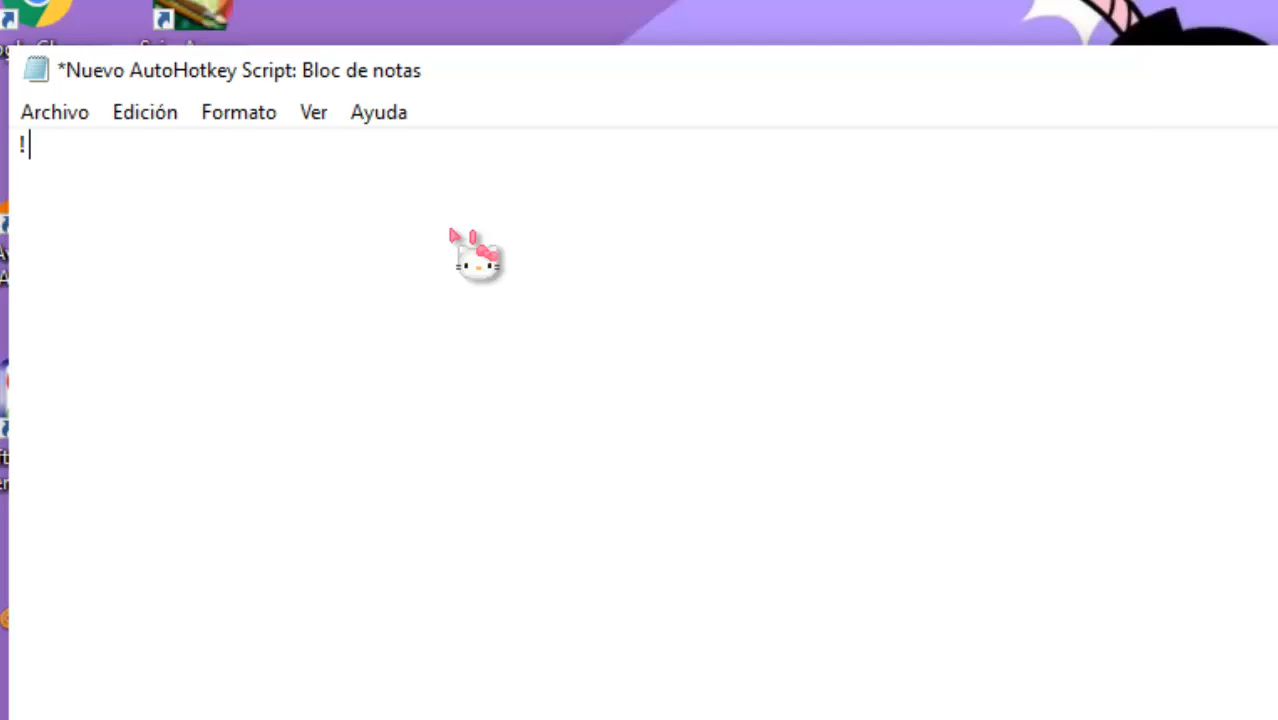 *Nuevo AutoHotkey Script: Bloc de notas
Archivo Edición Formato Ver Ayuda
!